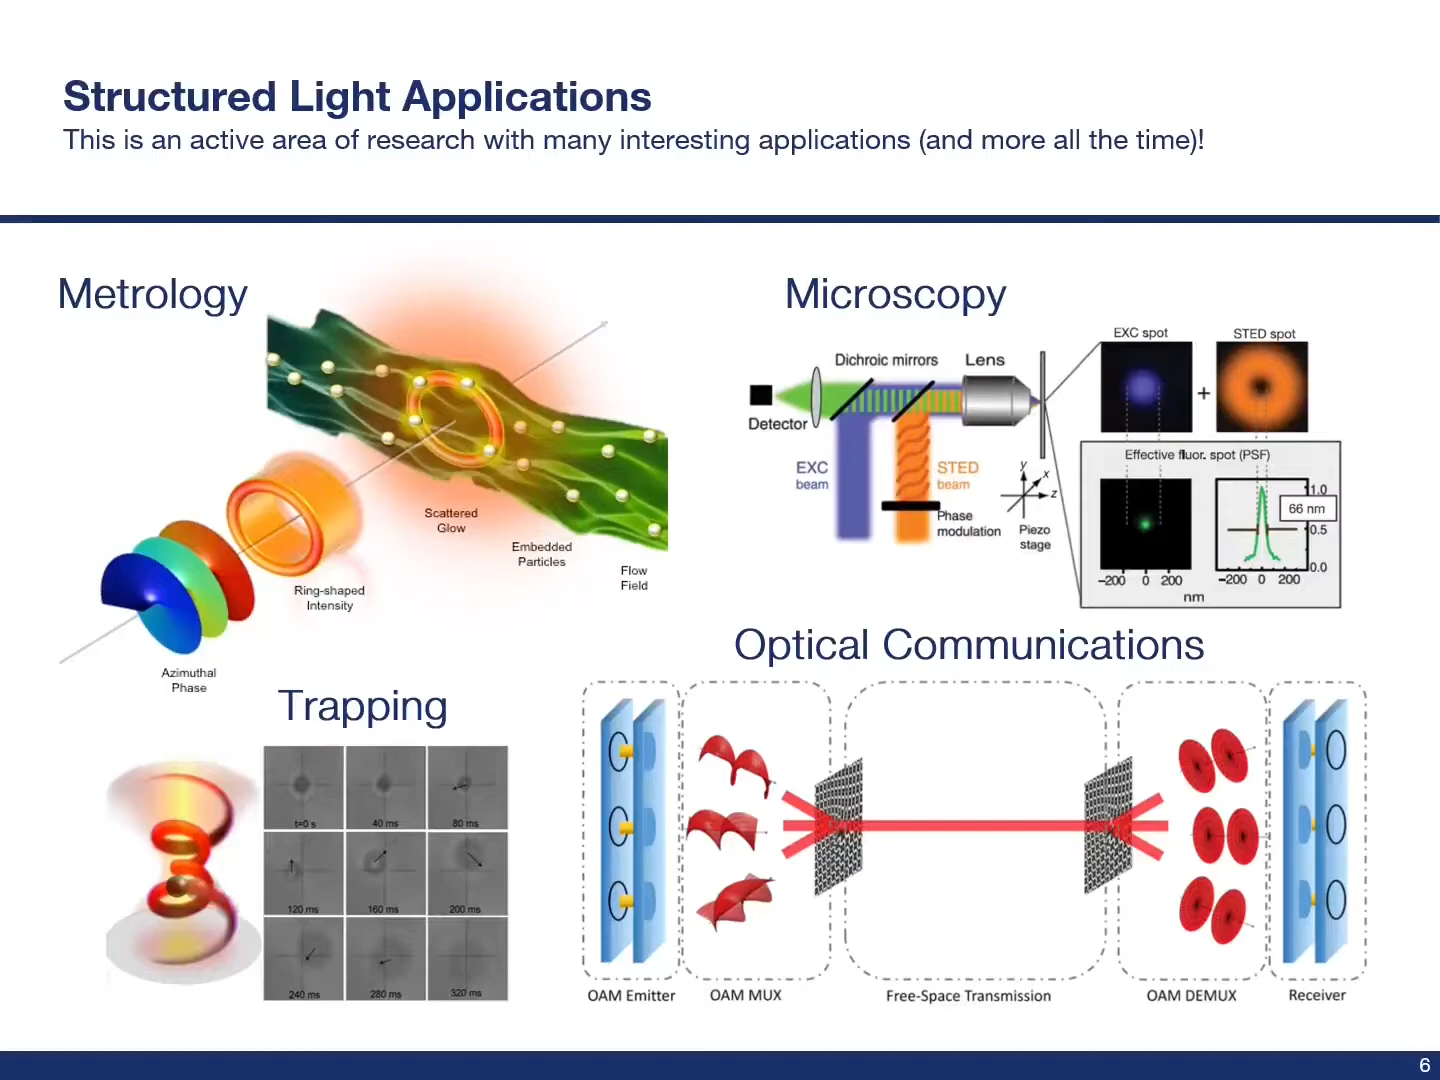 Structured Light Applications
This is an active area of research with many interesting applications (and more all the time)!
Metrology
Scattered
Glow
Embedded
Particles
Flow
Field
Ring-shaped
Intensity
Azimuthal
Phase
Microscopy
EXC spot
STED spot
Dichroic mirrors
Lens
+
Detector
EXC
beam
STED
beam
Phase
modulation
y
x
z
Piezo
stage
Effective fluor. spot (PSF)
1.0
66 nm
0.5
0.0
−200 0 200
−200 0 200
nm
Trapping
t=0 s
40 ms
80 ms
120 ms
160 ms
200 ms
240 ms
280 ms
320 ms
Optical Communications
OAM Emitter
OAM MUX
Free-Space Transmission
OAM DEMUX
Receiver
6